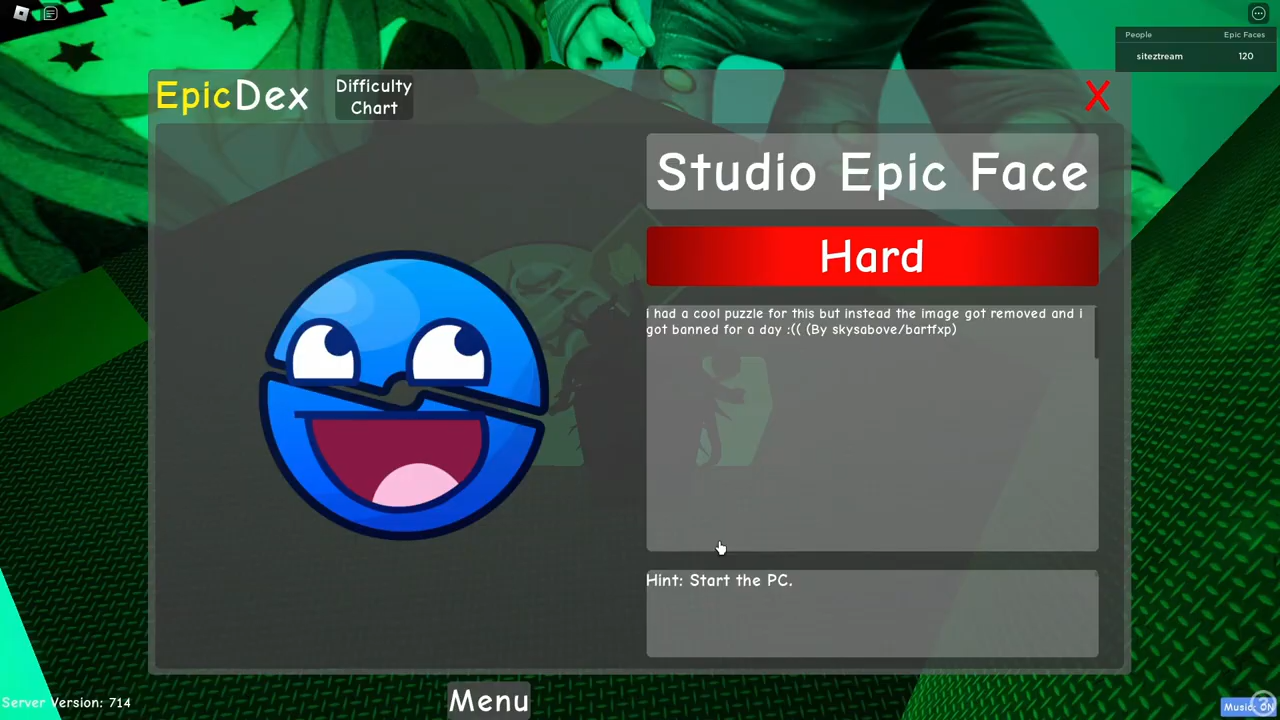 People Epic Faces
siteztream 120
EpicDex
Difficulty
Chart
X
Studio Epic Face
Hard
i had a cool puzzle for this but instead the image got removed and i
got banned for a day :(( (By skysabove/bartfxp)
Hint: Start the PC.
Menu
Server Version: 714
Music: ON
?